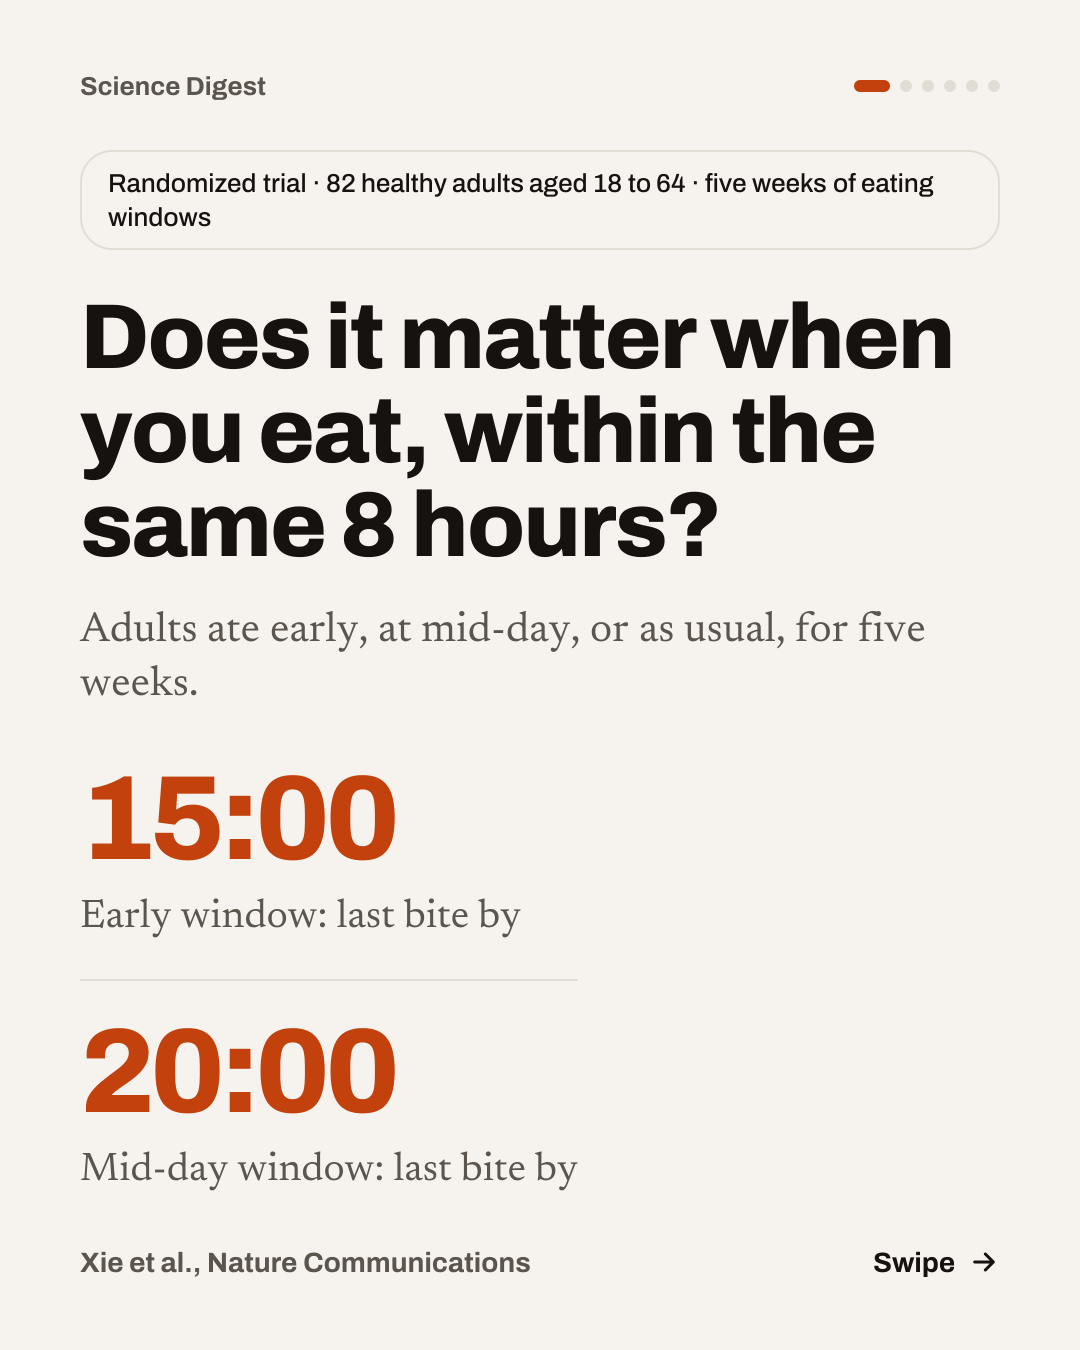 Science Digest
Randomized trial · 82 healthy adults aged 18 to 64 · five weeks of eating
windows
Does it matter when
you eat, within the
same 8 hours?
Adults ate early, at mid-day, or as usual, for five
weeks.
15:00
Early window: last bite by
20:00
Mid-day window: last bite by
Xie et al., Nature Communications
Swipe →